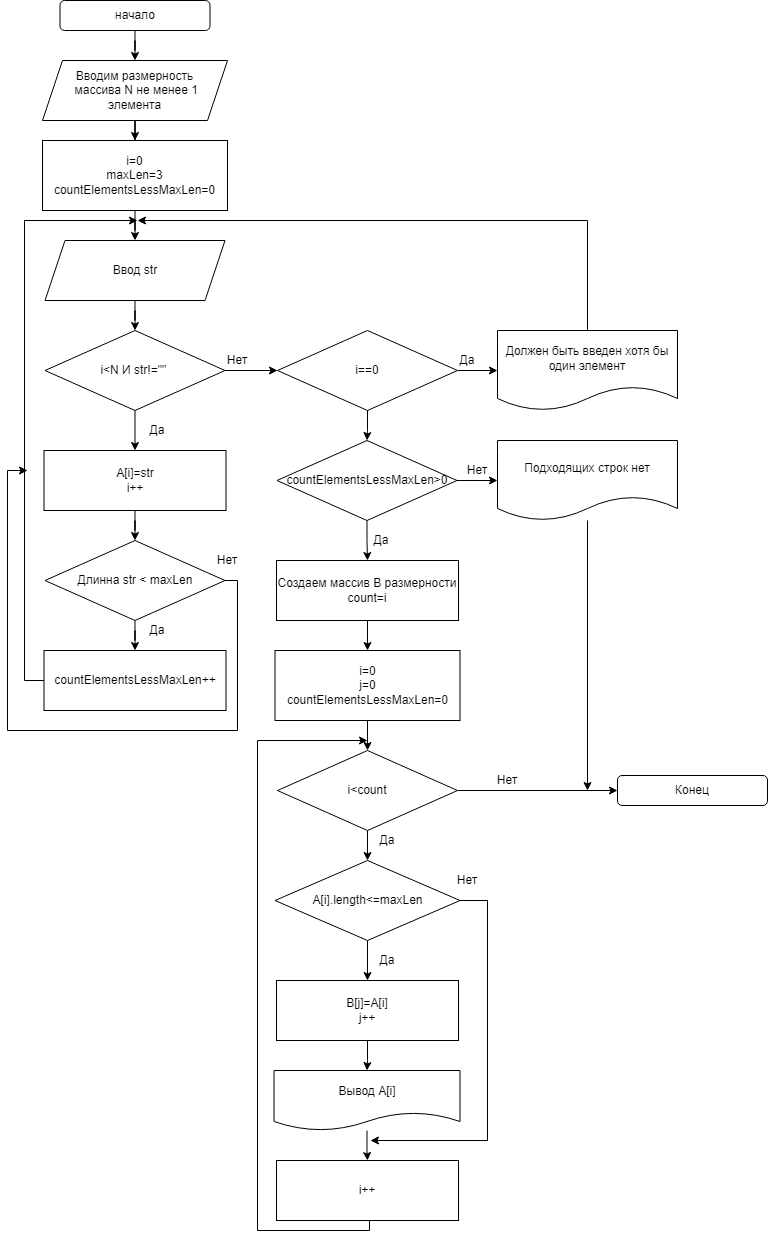 начало
Вводим размерность
массива N не менее 1
элемента
i=0
maxLen=3
countElementsLessMaxLen=0
Ввод str
i<N И str!=""
Нет
i==0
Да
Должен быть введен хотя бы
один элемент
Да
A[i]=str
i++
countElementsLessMaxLen>0
Нет
Подходящих строк нет
Да
Длинна str < maxLen
Нет
Создаем массив B размерности
count=i
Да
countElementsLessMaxLen++
i=0
j=0
countElementsLessMaxLen=0
i<count
Нет
Конец
Да
A[i].length<=maxLen
Нет
Да
B[j]=A[i]
j++
Вывод A[i]
i++